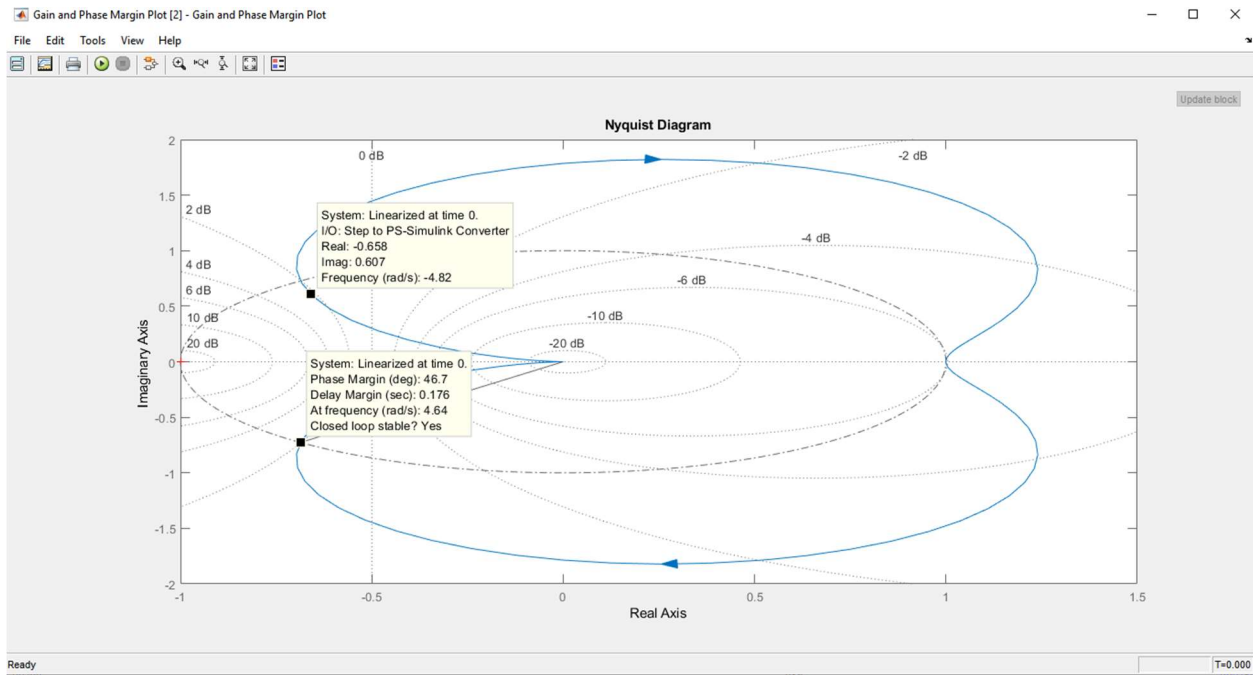 Gain and Phase Margin Plot [2] - Gain and Phase Margin Plot
File Edit Tools View Help
Update block
Nyquist Diagram
2
0 dB
-2 dB
1.5
2 dB
System: Linearized at time 0.
I/O: Step to PS-Simulink Converter
Real: -0.658
Imag: 0.607
Frequency (rad/s): -4.82
1
-4 dB
4 dB
6 dB
-6 dB
0.5
10 dB
-10 dB
20 dB
-20 dB
0
System: Linearized at time 0.
Phase Margin (deg): 46.7
Delay Margin (sec): 0.176
At frequency (rad/s): 4.64
Closed loop stable? Yes
Imaginary Axis
-0.5
-1
-1.5
-2
-1 -0.5 0 0.5 1 1.5
Real Axis
Ready
T=0.000